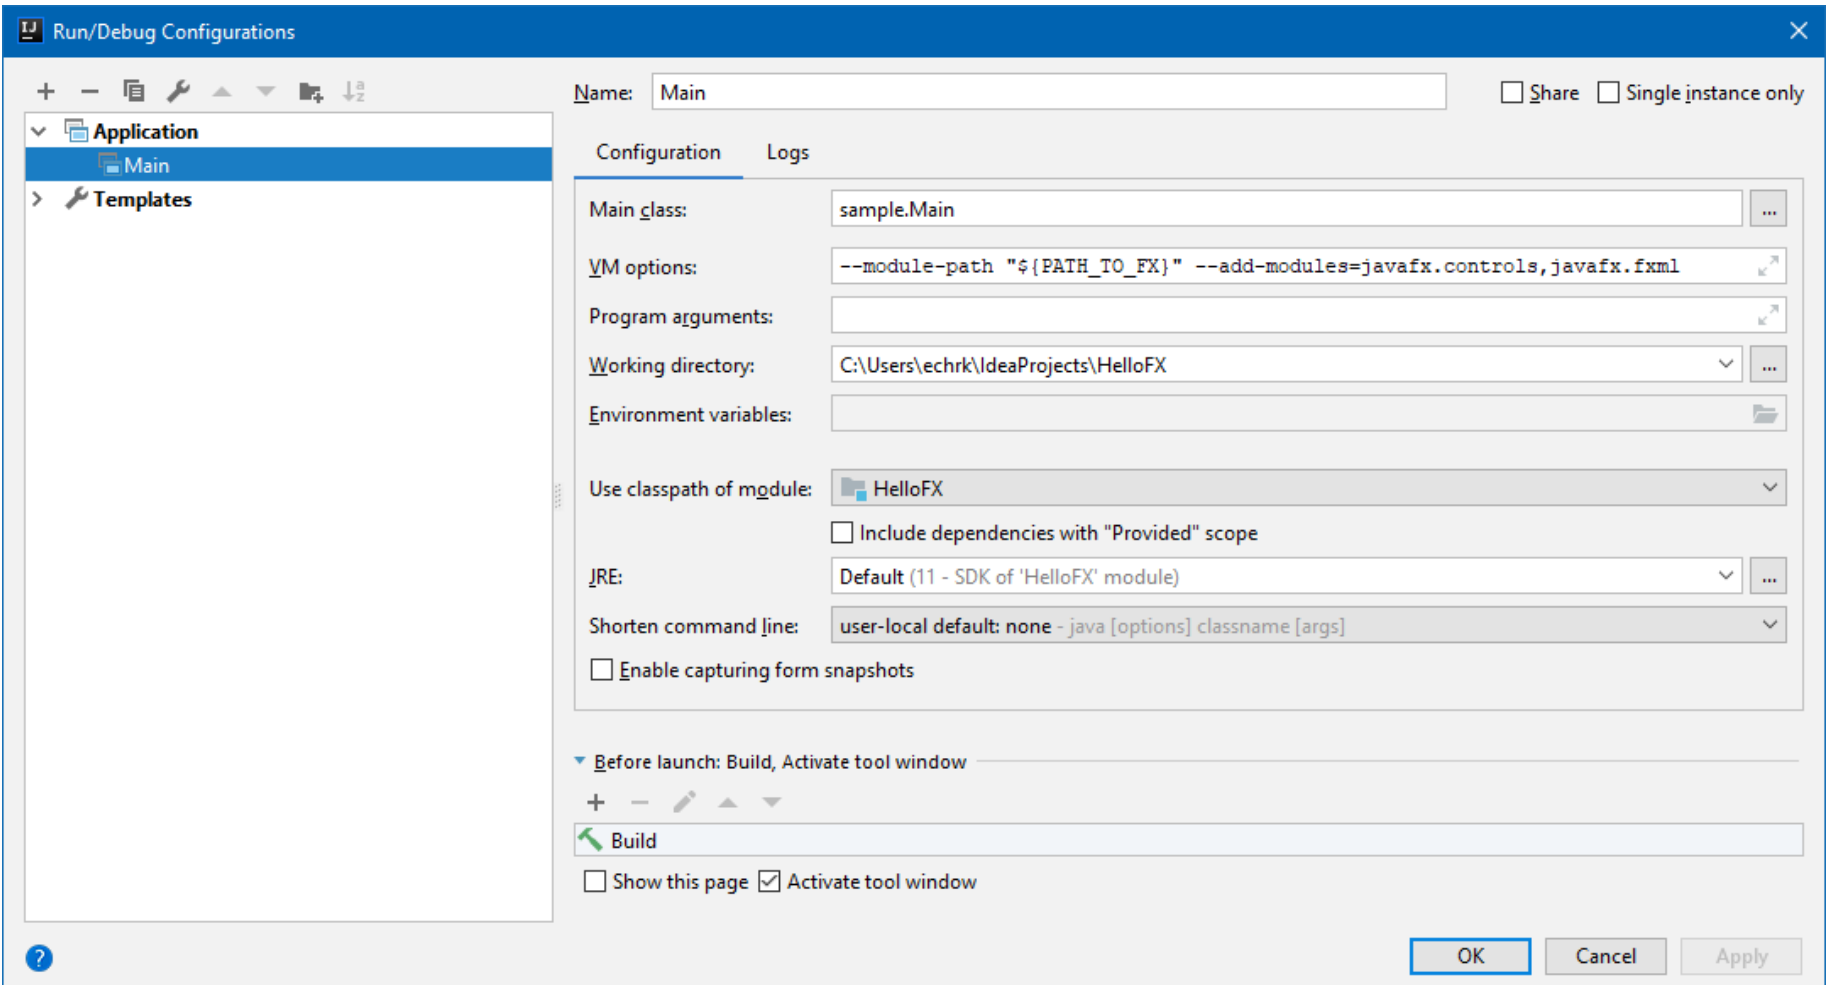 IJ
Run/Debug Configurations
Application
Main
Templates
Name: Main
Share Single instance only
Configuration Logs
Main class: sample.Main ...
VM options: --module-path "${PATH_TO_FX}" --add-modules=javafx.controls,javafx.fxml
Program arguments:
Working directory: C:\Users\echrk\IdeaProjects\HelloFX ...
Environment variables:
Use classpath of module: HelloFX
Include dependencies with "Provided" scope
JRE: Default (11 - SDK of 'HelloFX' module) ...
Shorten command line: user-local default: none - java [options] classname [args]
Enable capturing form snapshots
Before launch: Build, Activate tool window
Build
Show this page Activate tool window
? OK Cancel Apply